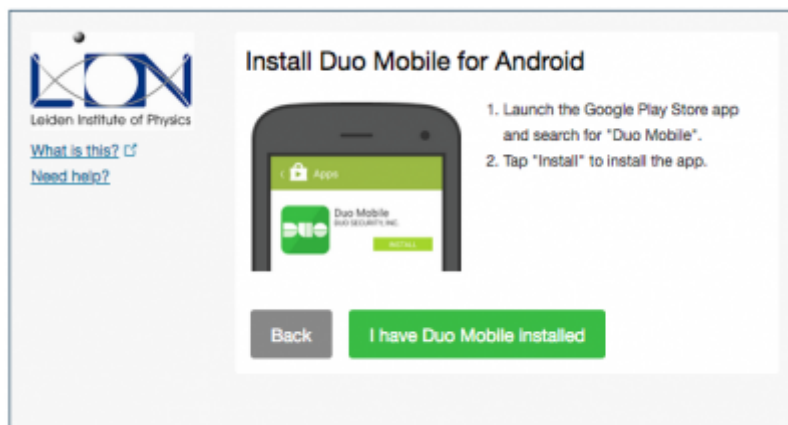 LION
Leiden Institute of Physics
What is this?
Need help?
Install Duo Mobile for Android
1. Launch the Google Play Store app
and search for "Duo Mobile".
2. Tap "Install" to install the app.
Apps
DUO
Duo Mobile
DUO SECURITY, INC.
INSTALL
Back
I have Duo Mobile installed